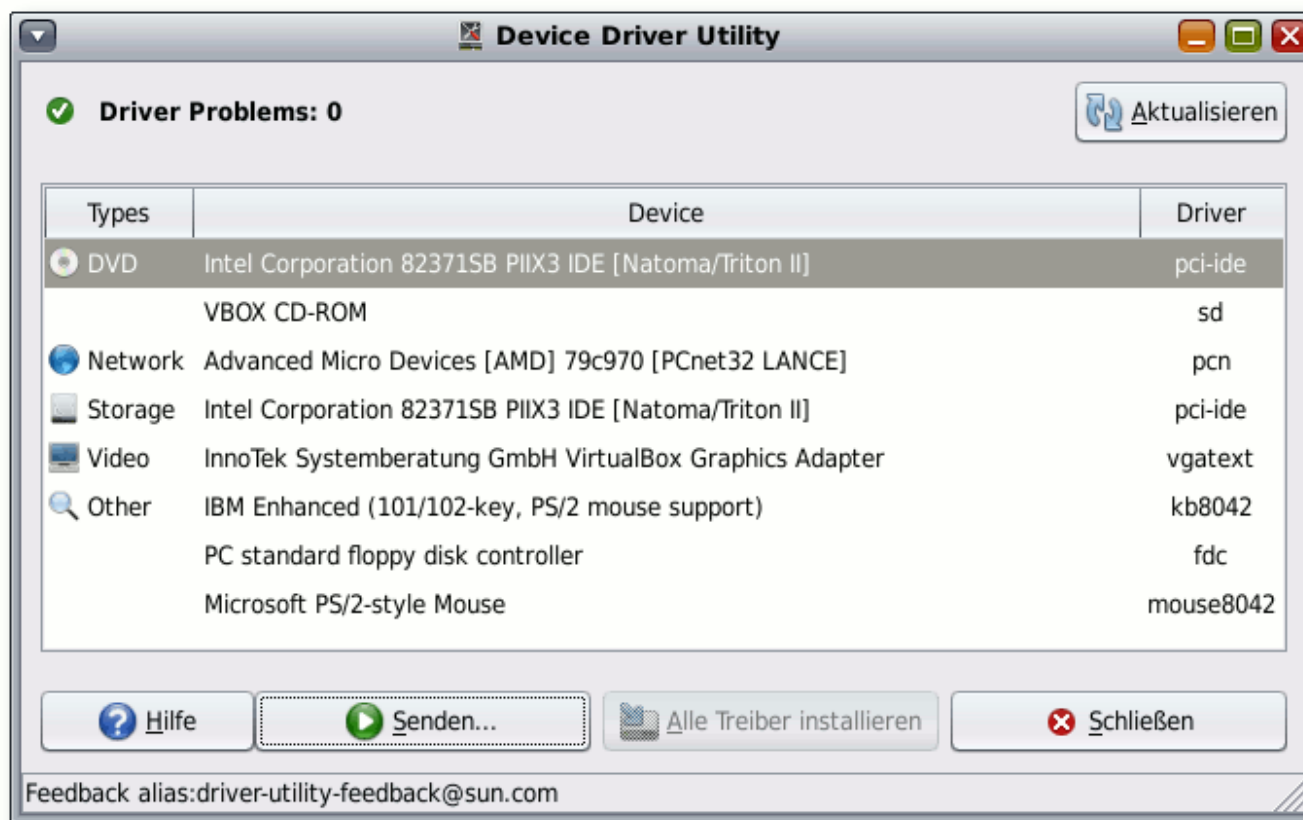 Device Driver Utility
Driver Problems: 0
Aktualisieren
Types Device Driver
DVD Intel Corporation 82371SB PIIX3 IDE [Natoma/Triton II] pci-ide
VBOX CD-ROM sd
Network Advanced Micro Devices [AMD] 79c970 [PCnet32 LANCE] pcn
Storage Intel Corporation 82371SB PIIX3 IDE [Natoma/Triton II] pci-ide
Video InnoTek Systemberatung GmbH VirtualBox Graphics Adapter vgatext
Other IBM Enhanced (101/102-key, PS/2 mouse support) kb8042
PC standard floppy disk controller fdc
Microsoft PS/2-style Mouse mouse8042
Hilfe Senden... Alle Treiber installieren Schließen
Feedback alias:driver-utility-feedback@sun.com